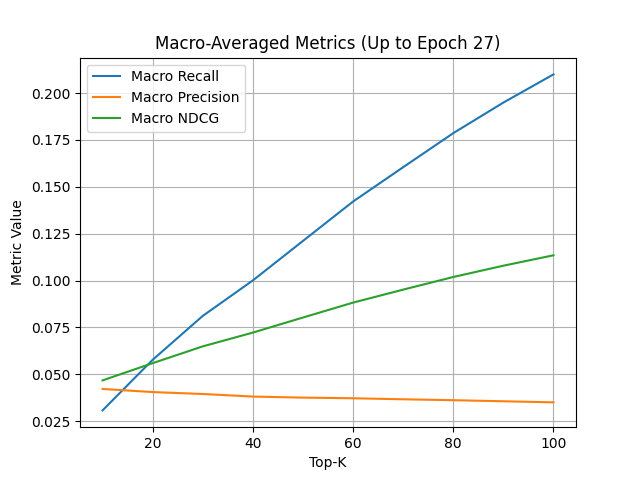 Macro-Averaged Metrics (Up to Epoch 27)
Macro Recall
Macro Precision
Macro NDCG
Metric Value
0.200
0.175
0.150
0.125
0.100
0.075
0.050
0.025
20 40 60 80 100
Top-K